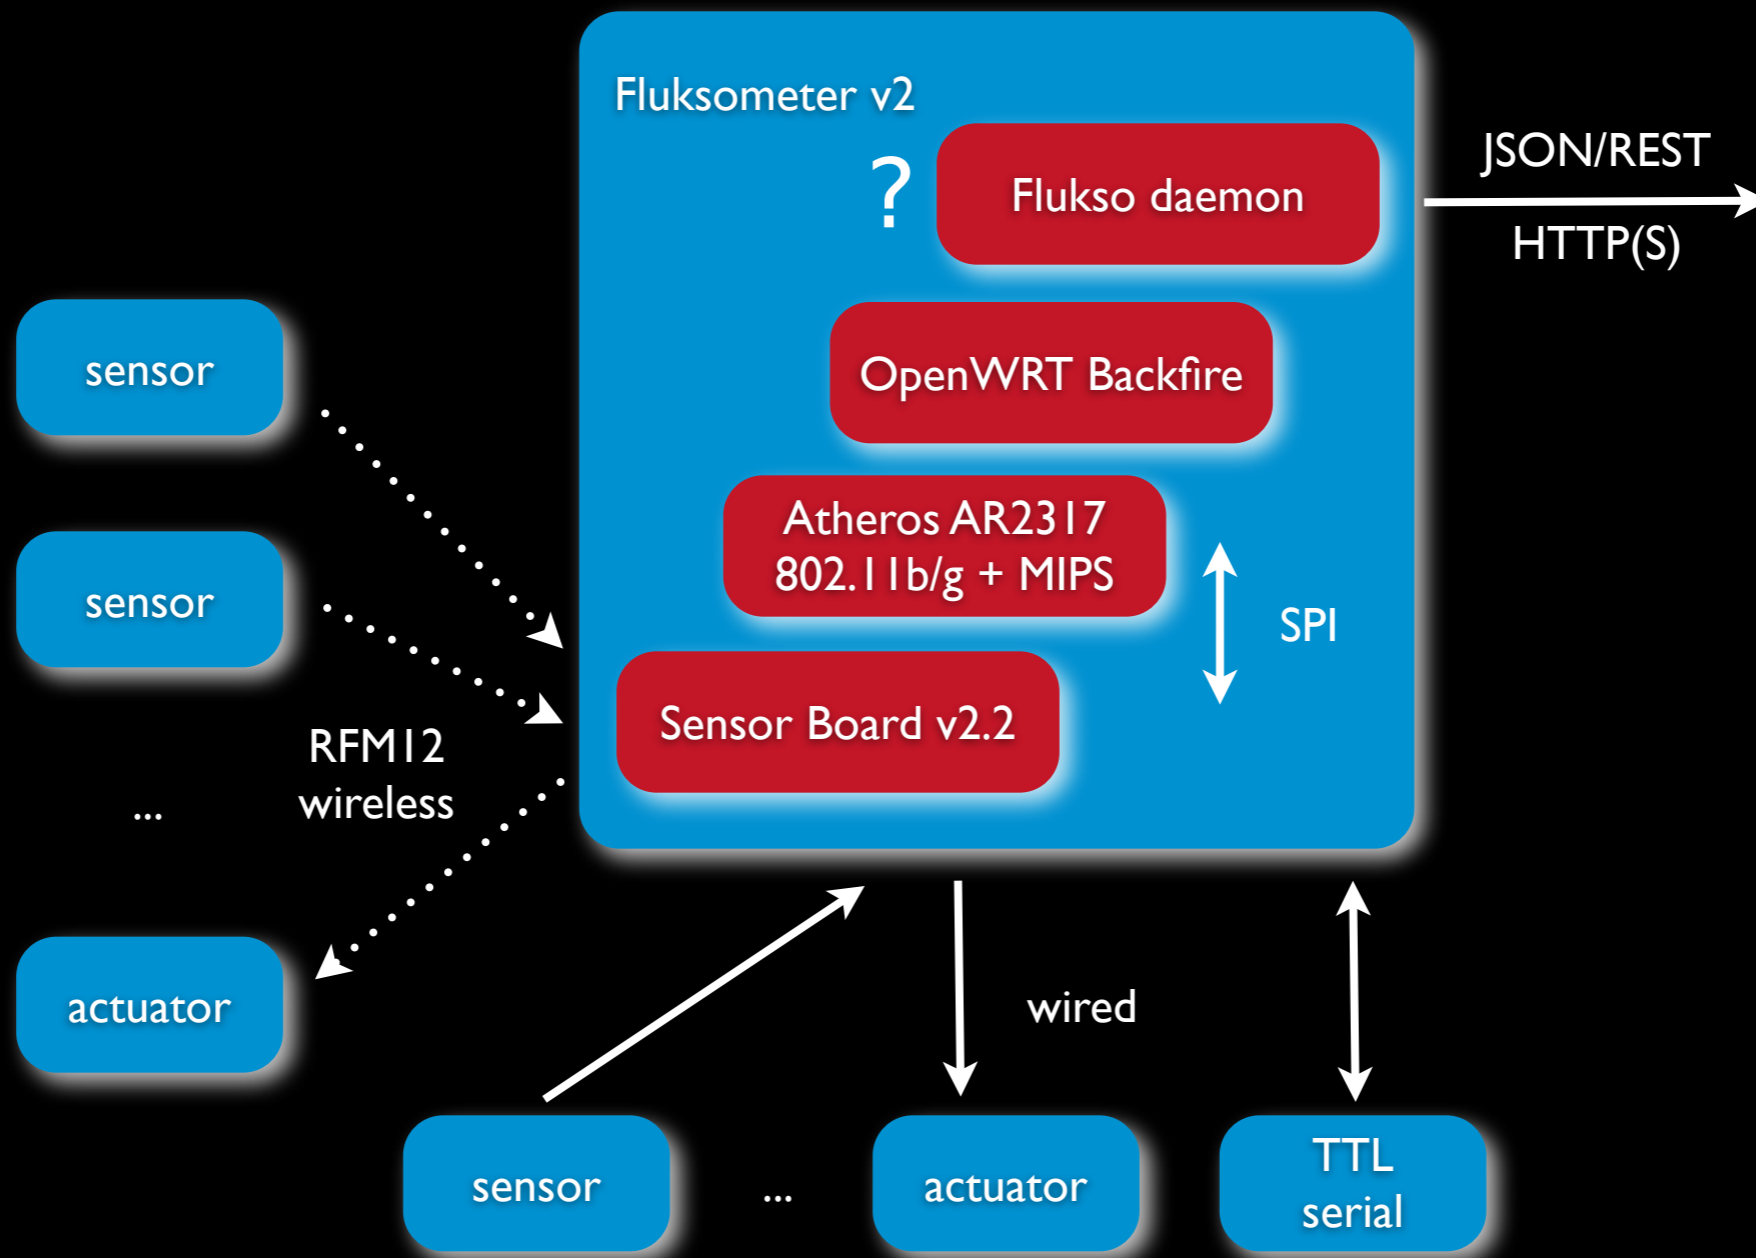 Fluksometer v2
?
Flukso daemon
JSON/REST
HTTP(S)
OpenWRT Backfire
Atheros AR2317
802.11b/g + MIPS
SPI
Sensor Board v2.2
sensor
sensor
RFM12
wireless
...
actuator
wired
sensor
...
actuator
TTL
serial